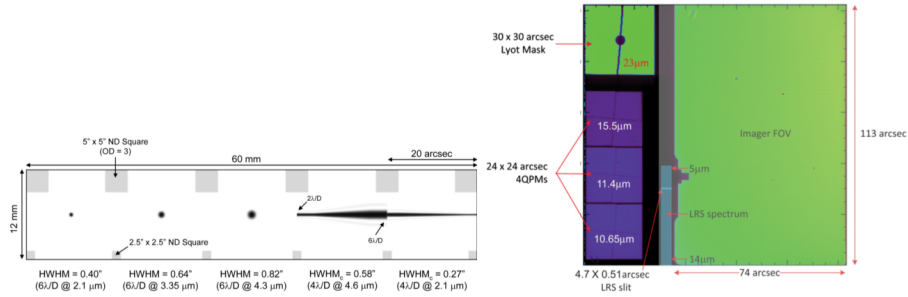 5" x 5" ND Square
(OD = 3)
60 mm
20 arcsec
12 mm
2λ/D
6λ/D
2.5" x 2.5" ND Square
HWHM = 0.40"
(6λ/D @ 2.1 μm)
HWHM = 0.64"
(6λ/D @ 3.35 μm)
HWHM = 0.82"
(6λ/D @ 4.3 μm)
HWHMc = 0.58"
(4λ/D @ 4.6 μm)
HWHMc = 0.27"
(4λ/D @ 2.1 μm)
30 x 30 arcsec
Lyot Mask
23μm
15.5μm
24 x 24 arcsec
4QPMs
11.4μm
10.65μm
Imager FOV
113 arcsec
5μm
LRS spectrum
14μm
74 arcsec
4.7 X 0.51arcsec
LRS slit